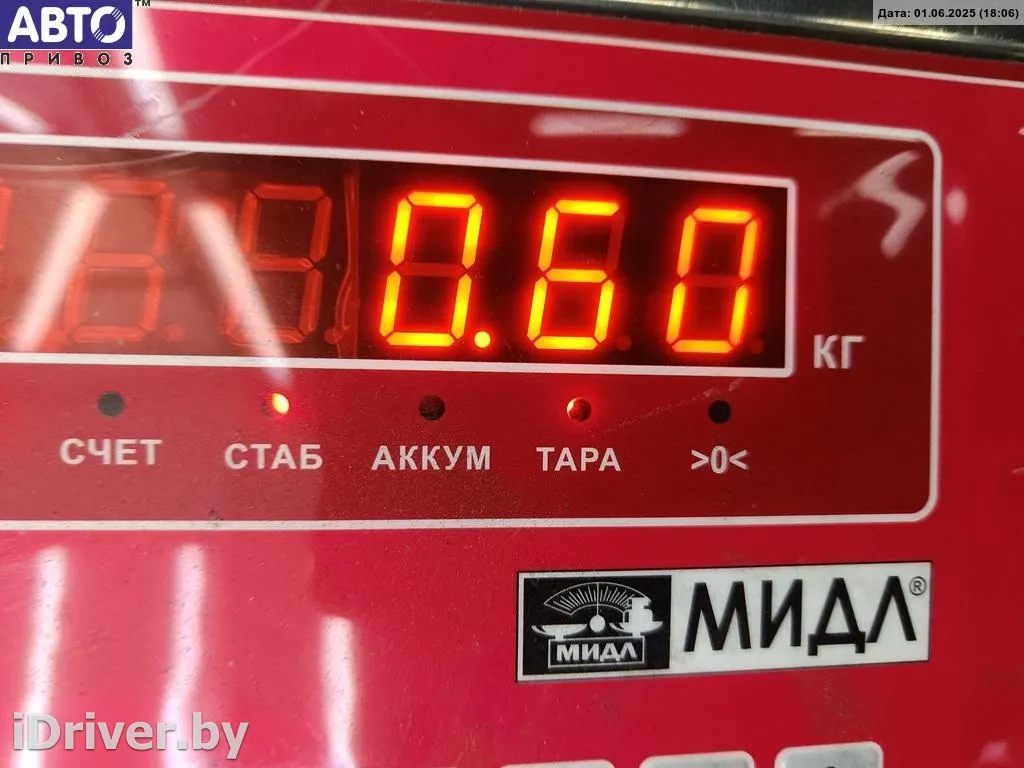 АВТО™
ПРИВОЗ
Дата: 01.06.2025 (18:06)
0.60
КГ
СЧЕТ СТАБ АККУМ ТАРА >0<
МИДЛ
МИДЛ®
iDriver.by